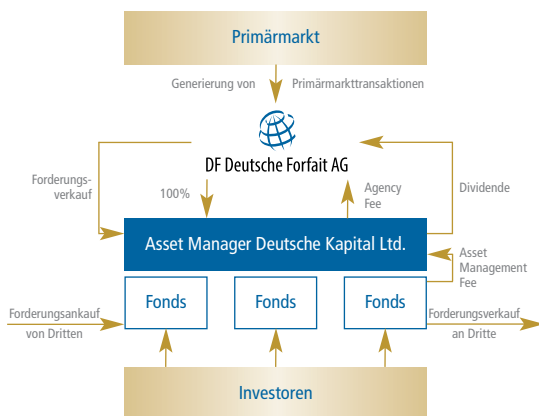 Primärmarkt
Generierung von Primärmarkttransaktionen
DF Deutsche Forfait AG
Forderungs-
verkauf
100%
Agency
Fee
Dividende
Asset Manager Deutsche Kapital Ltd.
Asset
Management
Fee
Fonds Fonds Fonds
Forderungsankauf
von Dritten
Forderungsverkauf
an Dritte
Investoren